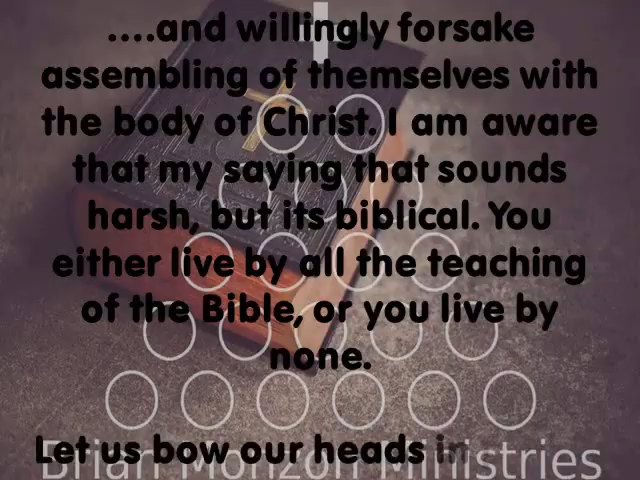 ....and willingly forsake
assembling of themselves with
the body of Christ. I am aware
that my saying that sounds
harsh, but its biblical. You
either live by all the teaching
of the Bible, or you live by
none.
Let us bow our heads in
Brian Monzon Ministries